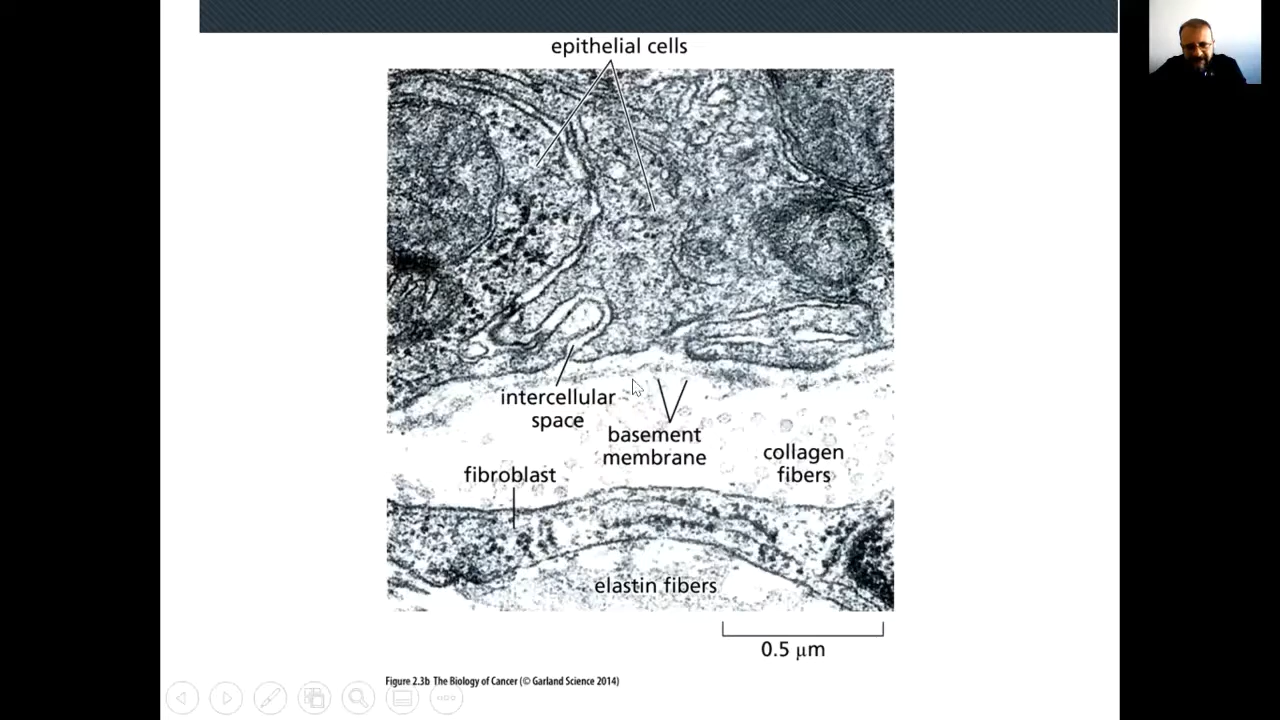 epithelial cells
intercellular
space
basement
membrane
collagen
fibers
fibroblast
elastin fibers
0.5 μm
Figure 2.3b The Biology of Cancer (© Garland Science 2014)